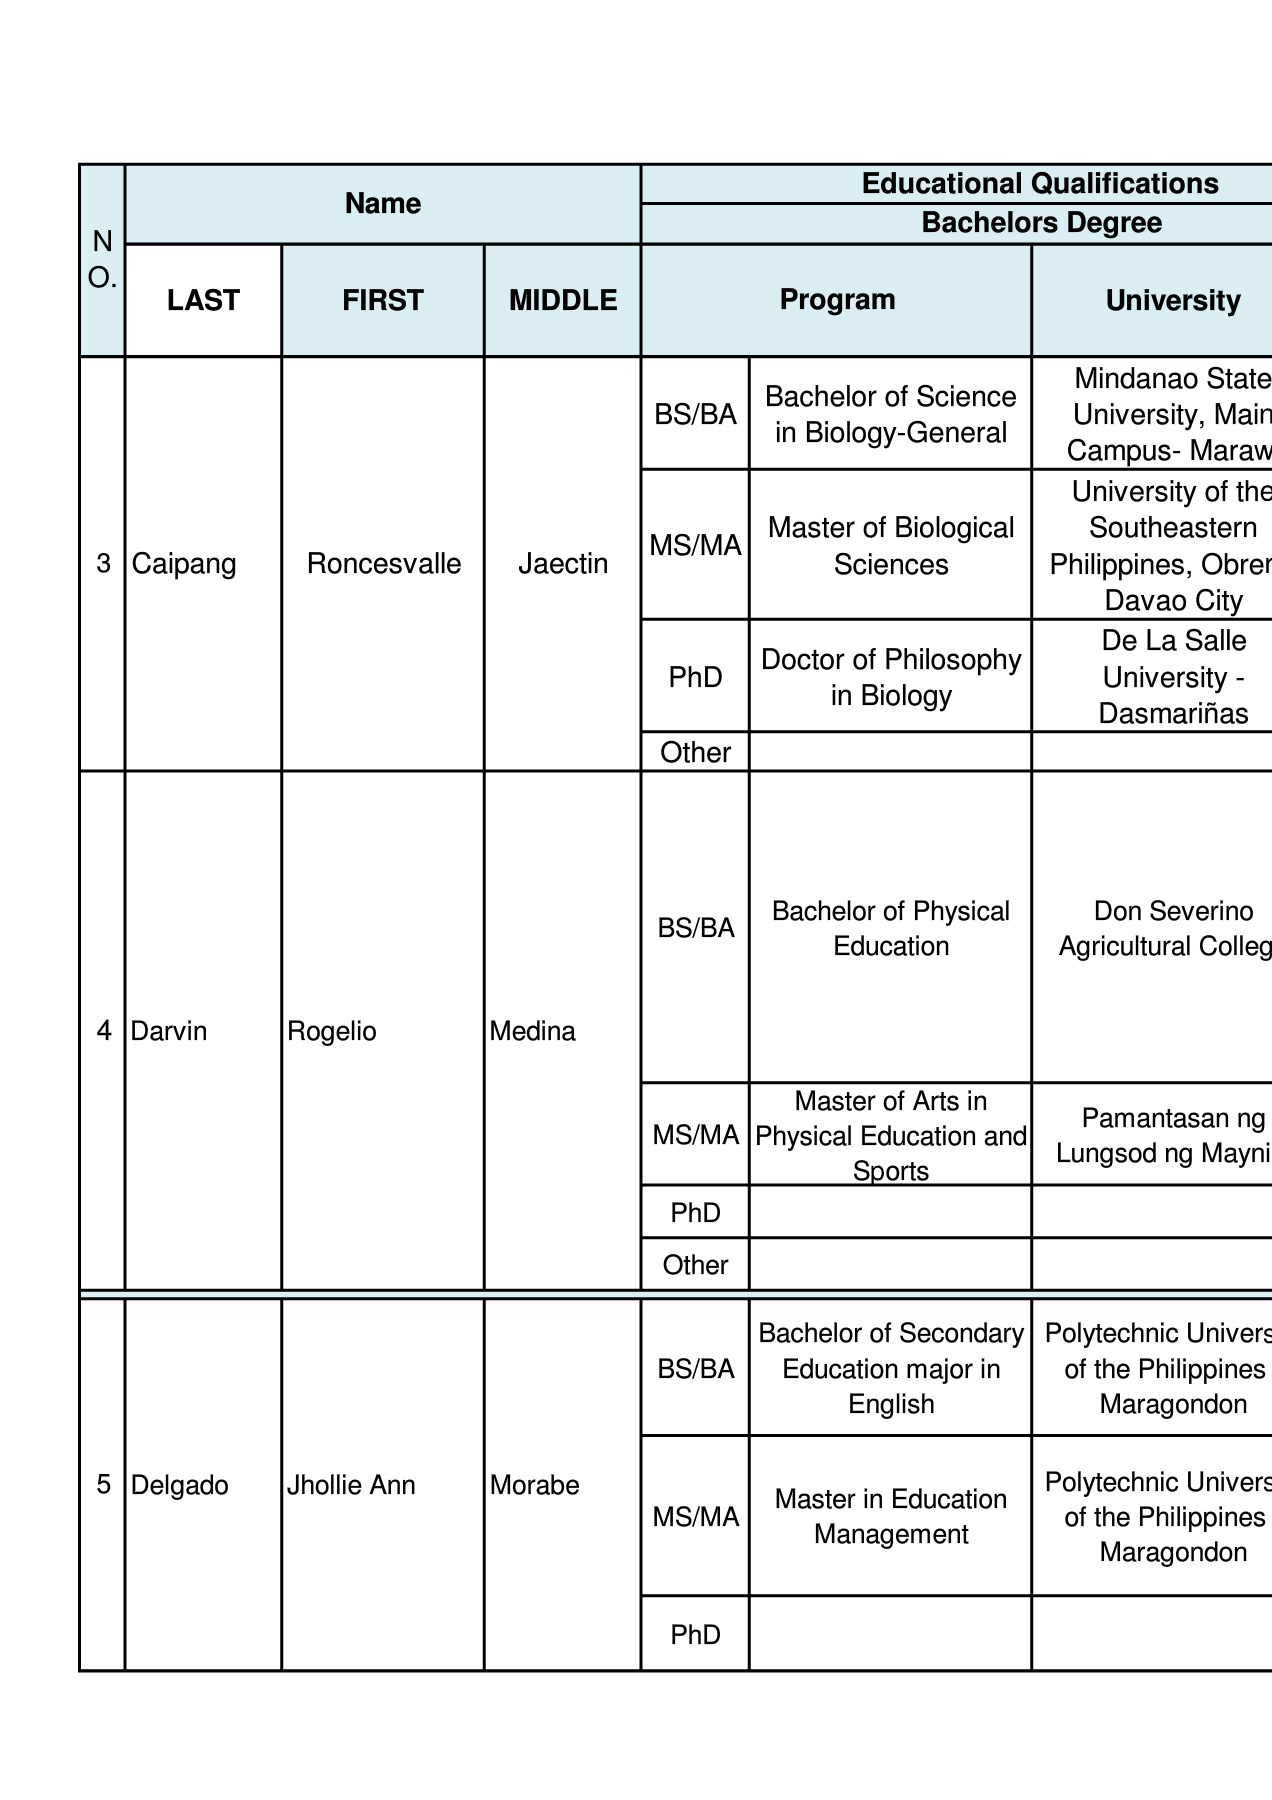 Educational Qualifications
Name
Bachelors Degree
N
O.
LAST
FIRST
MIDDLE
Program
University
3
Caipang
Roncesvalle
Jaectin
BS/BA
Bachelor of Science
in Biology-General
Mindanao State
University, Main
Campus- Maraw
MS/MA
Master of Biological
Sciences
University of the
Southeastern
Philippines, Obrer
Davao City
PhD
Doctor of Philosophy
in Biology
De La Salle
University -
Dasmariñas
Other
4
Darvin
Rogelio
Medina
BS/BA
Bachelor of Physical
Education
Don Severino
Agricultural Colleg
MS/MA
Master of Arts in
Physical Education and
Sports
Pamantasan ng
Lungsod ng Mayni
PhD
Other
5
Delgado
Jhollie Ann
Morabe
BS/BA
Bachelor of Secondary
Education major in
English
Polytechnic Univers
of the Philippines
Maragondon
MS/MA
Master in Education
Management
Polytechnic Univers
of the Philippines
Maragondon
PhD